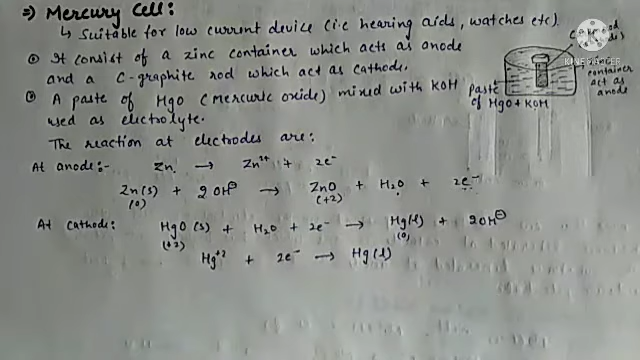 ⇒) Mercury Cell:
↳ Suitable for low current device (i.e hearing aids, watches etc).
① It consist of a zinc container which acts as anode
and a C-graphite rod which act as cathode.
② A paste of HgO (Mercuric oxide) mixed with KOH
used as electrolyte.
The reaction at electrodes are:
At anode:- Zn → Zn²⁺ + 2e⁻
Zn(s) + 2OH⊖ → ZnO + H₂O + 2e⁻
(0) (+2)
At cathode: HgO(s) + H₂O + 2e⁻ → Hg(l) + 2OH⊖
(+2) (0)
Hg⁺² + 2e⁻ → Hg(l)
container
act as
anode
paste
of HgO + KOH
KINEMASTER